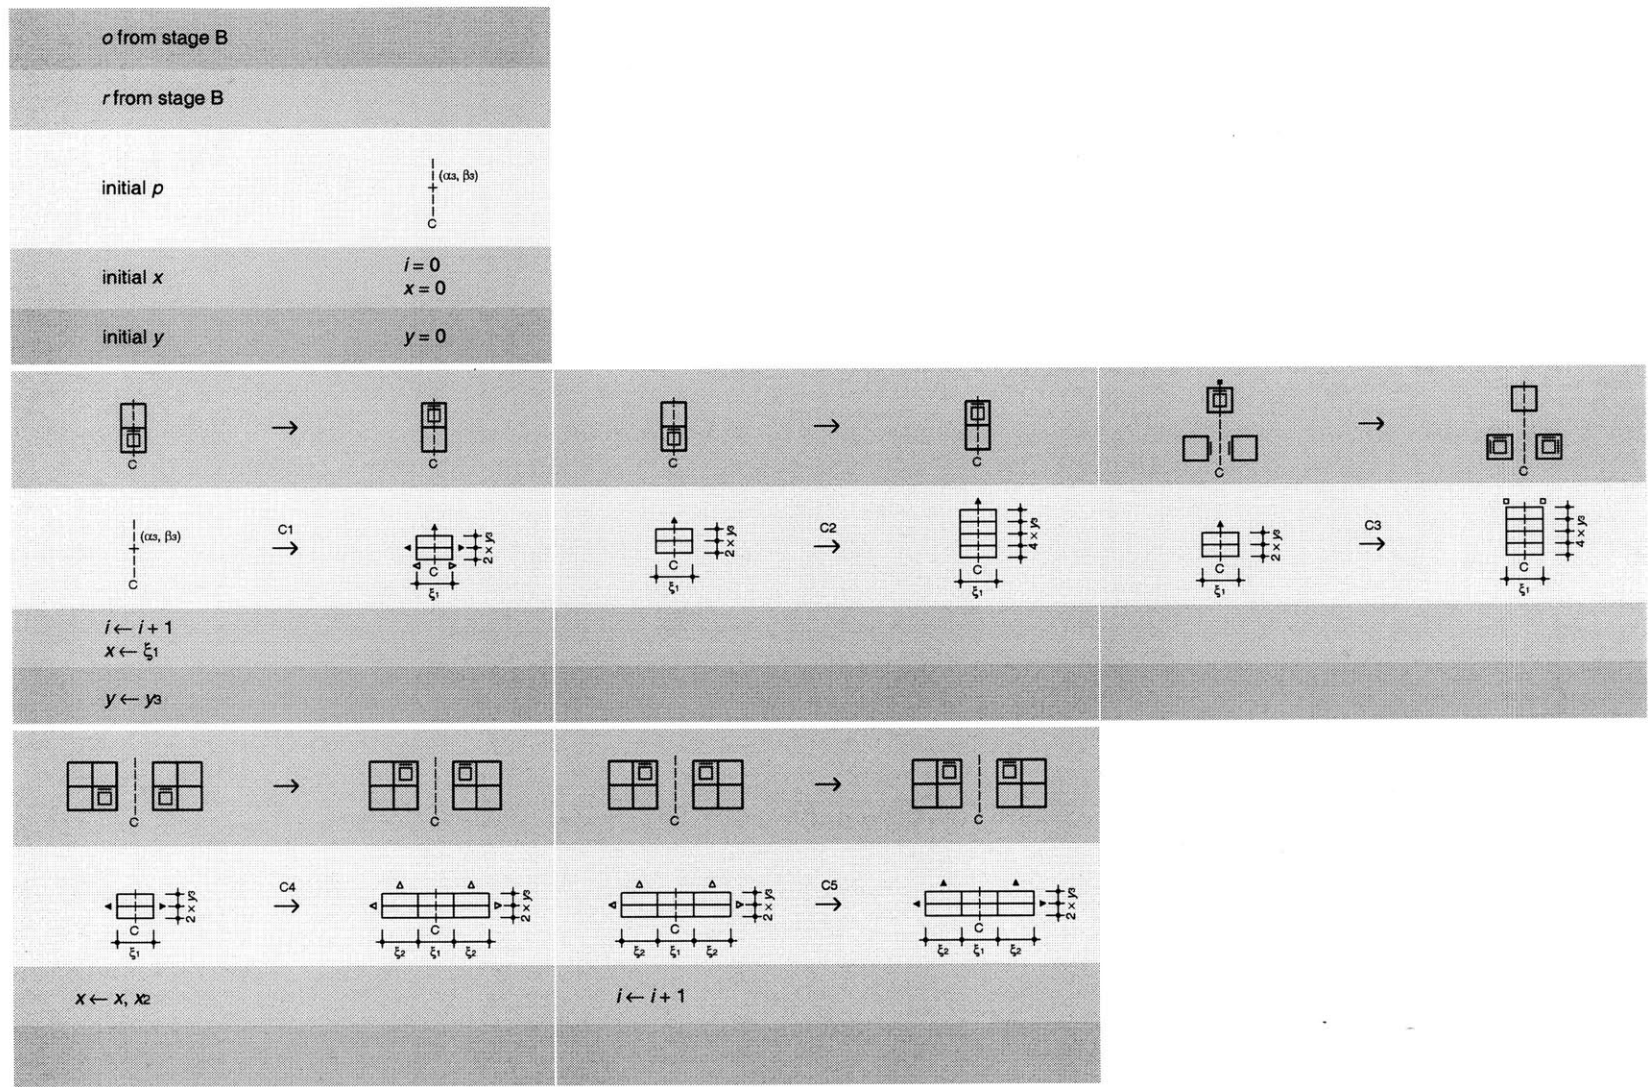 o from stage B
r from stage B
initial p
(α3, β3)
C
initial x
i = 0
x = 0
initial y
y = 0
C C C C C C
(α3, β3)
C
C1
C
ξ1
2 × y3
C
ξ1
2 × y3
C2
C
ξ1
4 × y3
C
ξ1
2 × y3
C3
C
ξ1
4 × y3
i ← i + 1
x ← ξ1
y ← y3
C C C C
C
ξ1
2 × y3
C4
C
ξ2 ξ1 ξ2
2 × y3
C
ξ2 ξ1 ξ2
2 × y3
C5
C
ξ2 ξ1 ξ2
2 × y3
x ← x, x2
i ← i + 1